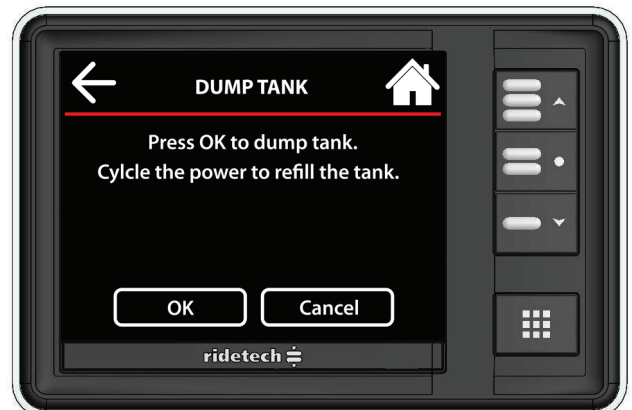 DUMP TANK
Press OK to dump tank.
Cylcle the power to refill the tank.
OK Cancel
ridetech